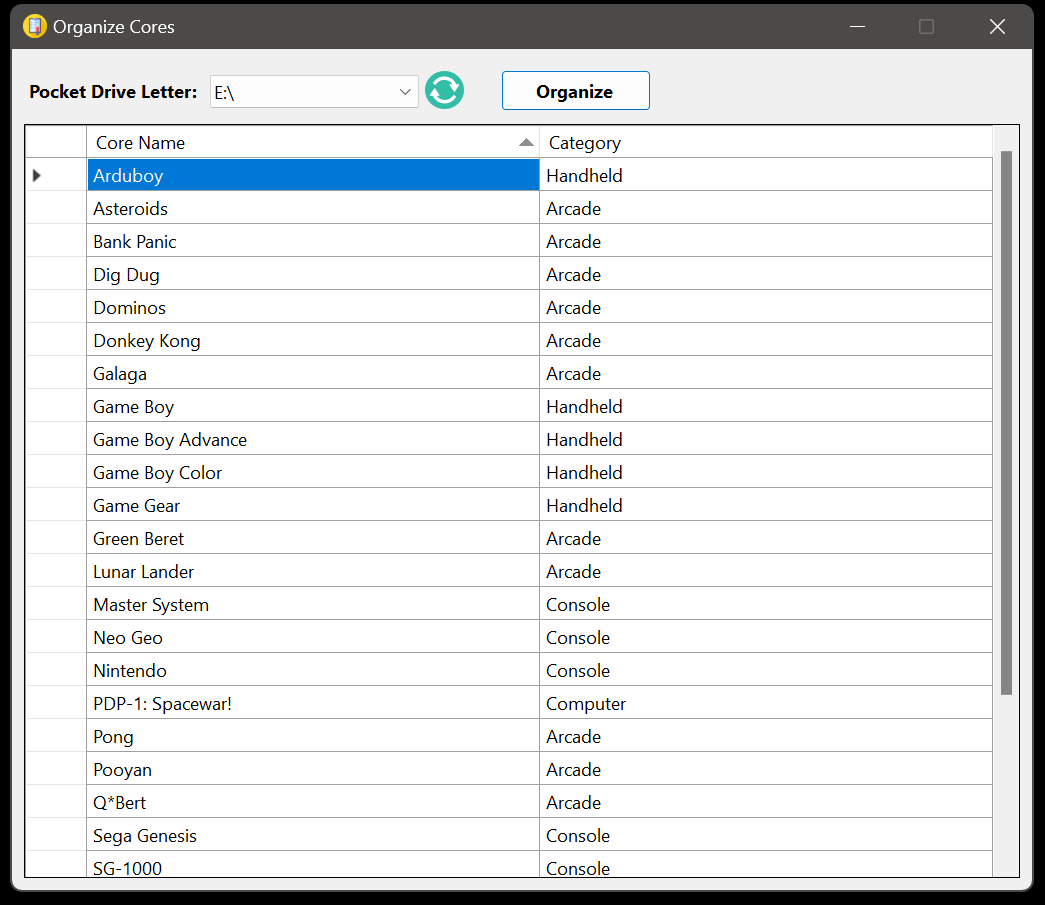 Organize Cores
Pocket Drive Letter: E:\ Organize
Core Name Category
Arduboy Handheld
Asteroids Arcade
Bank Panic Arcade
Dig Dug Arcade
Dominos Arcade
Donkey Kong Arcade
Galaga Arcade
Game Boy Handheld
Game Boy Advance Handheld
Game Boy Color Handheld
Game Gear Handheld
Green Beret Arcade
Lunar Lander Arcade
Master System Console
Neo Geo Console
Nintendo Console
PDP-1: Spacewar! Computer
Pong Arcade
Pooyan Arcade
Q*Bert Arcade
Sega Genesis Console
SG-1000 Console